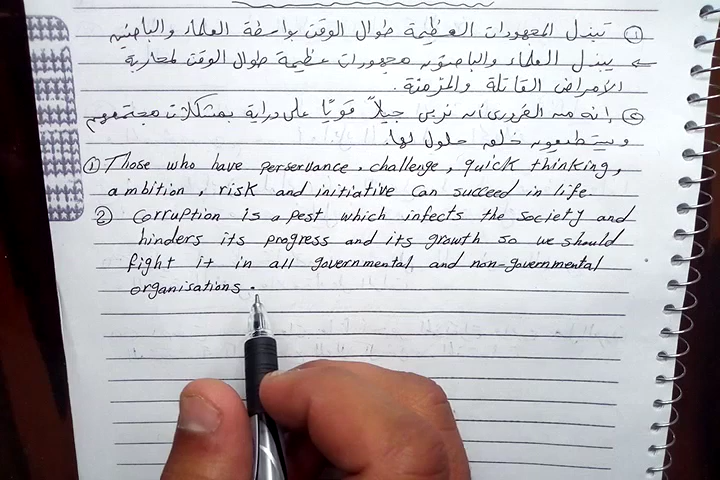 ① تبذل المجهودات العظيمة طوال الوقت بواسطة العلماء والباحثين
← يبذل العلماء والباحثون مجهودات عظيمة طوال الوقت لمحاربة
الأمراض القاتلة والمزمنة.
② إنه من الضرورى أن نربى جيلاً قويًا على دراية بمشكلات مجتمعهم
ويستطيعون خلق حلول لها.
① Those who have perservance, challenge, quick thinking,
ambition, risk and initiative can succeed in life.
② Corruption is a pest which infects the society and
hinders its progress and its growth so we should
fight it in all governmental and non-governmental
organisations.